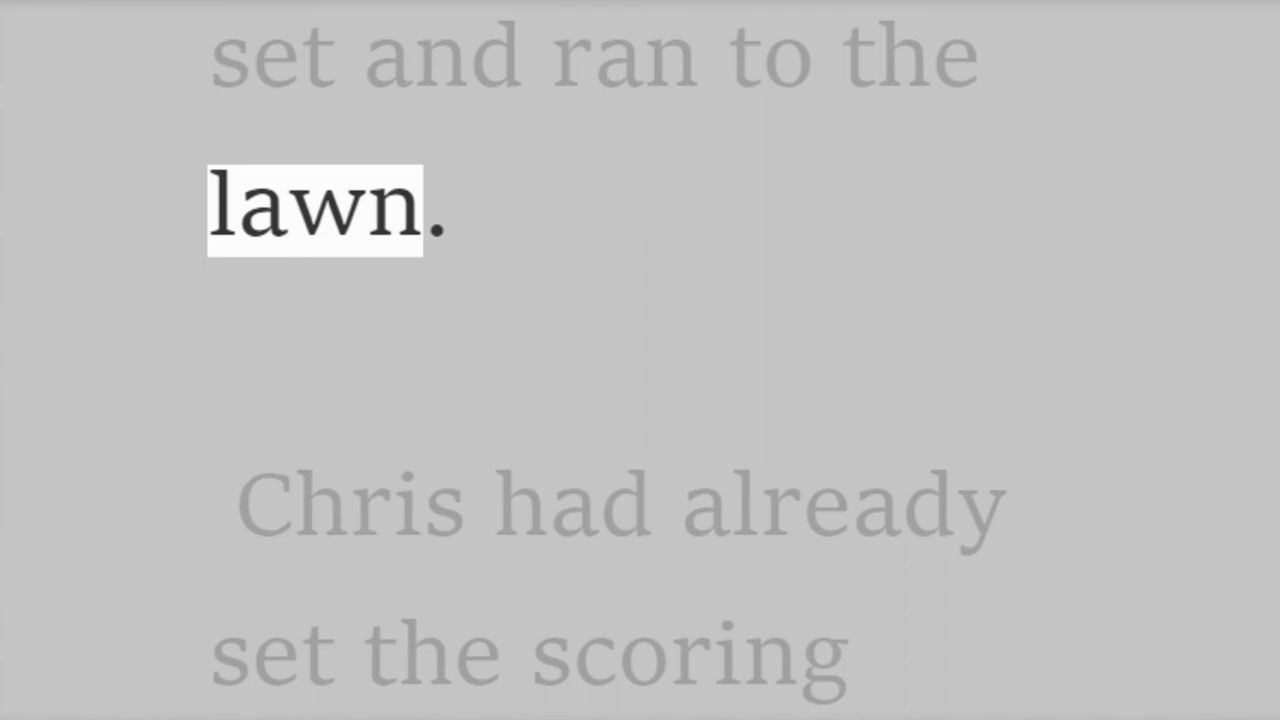 set and ran to the
lawn.
Chris had already
set the scoring